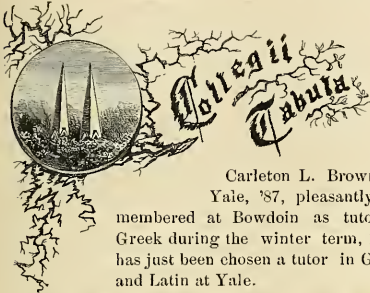 Collegii
Tabula
Carleton L. Brown
Yale, '87, pleasantly
membered at Bowdoin as tuto
Greek during the winter term,
has just been chosen a tutor in G
and Latin at Yale.